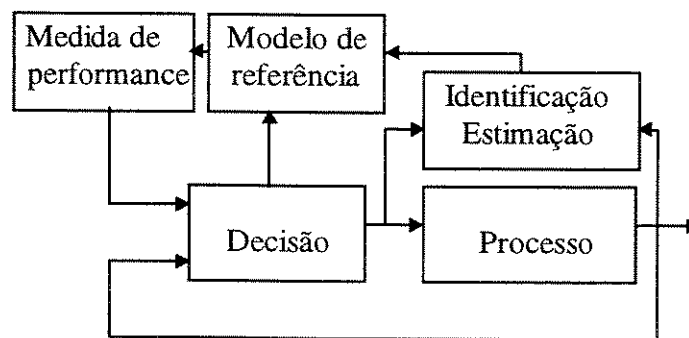 Medida de
performance
Modelo de
referência
Identificação
Estimação
Decisão
Processo